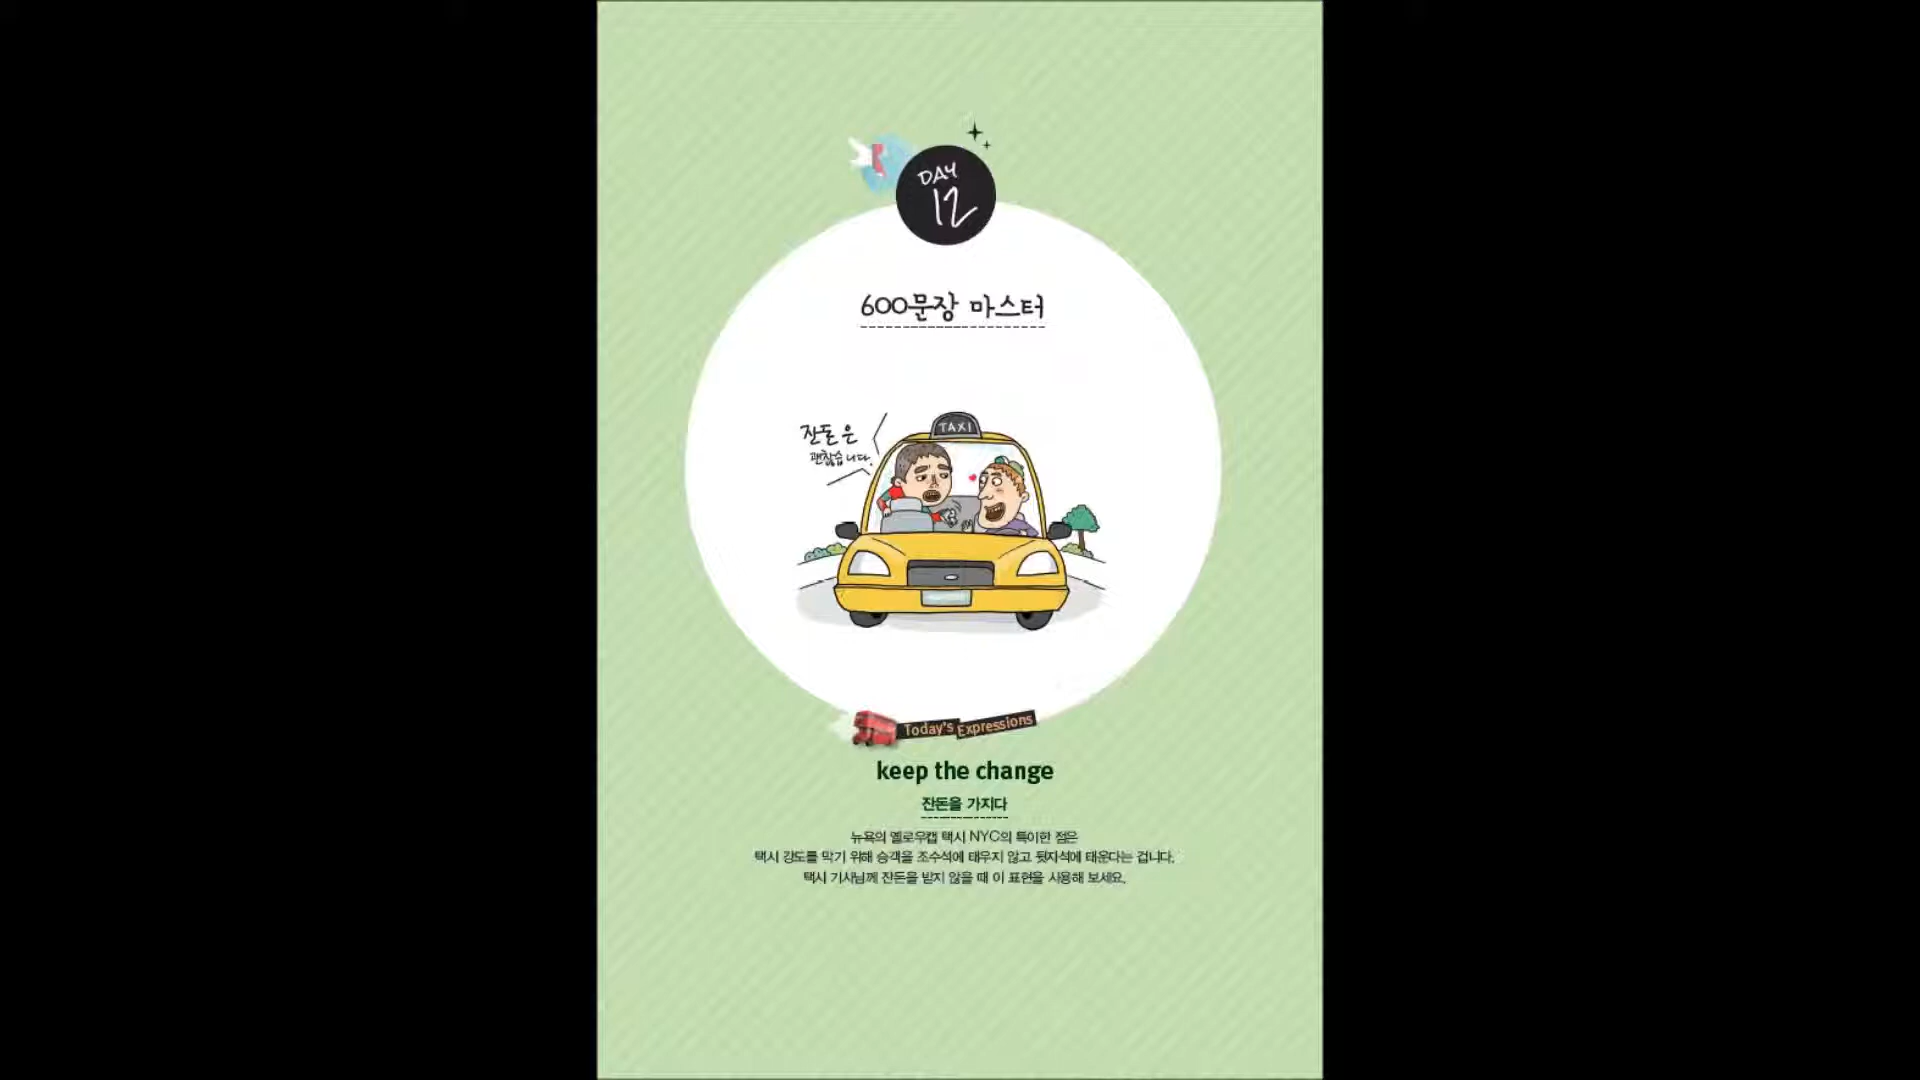 DAY
12
600문장 마스터
잔돈은
괜찮습니다.
TAXI
Today's Expressions
keep the change
잔돈을 가지다
뉴욕의 옐로우캡 택시 NYC의 특이한 점은
택시 강도를 막기 위해 승객을 조수석에 태우지 않고 뒷자석에 태운다는 겁니다.
택시 기사님께 잔돈을 받지 않을 때 이 표현을 사용해 보세요.